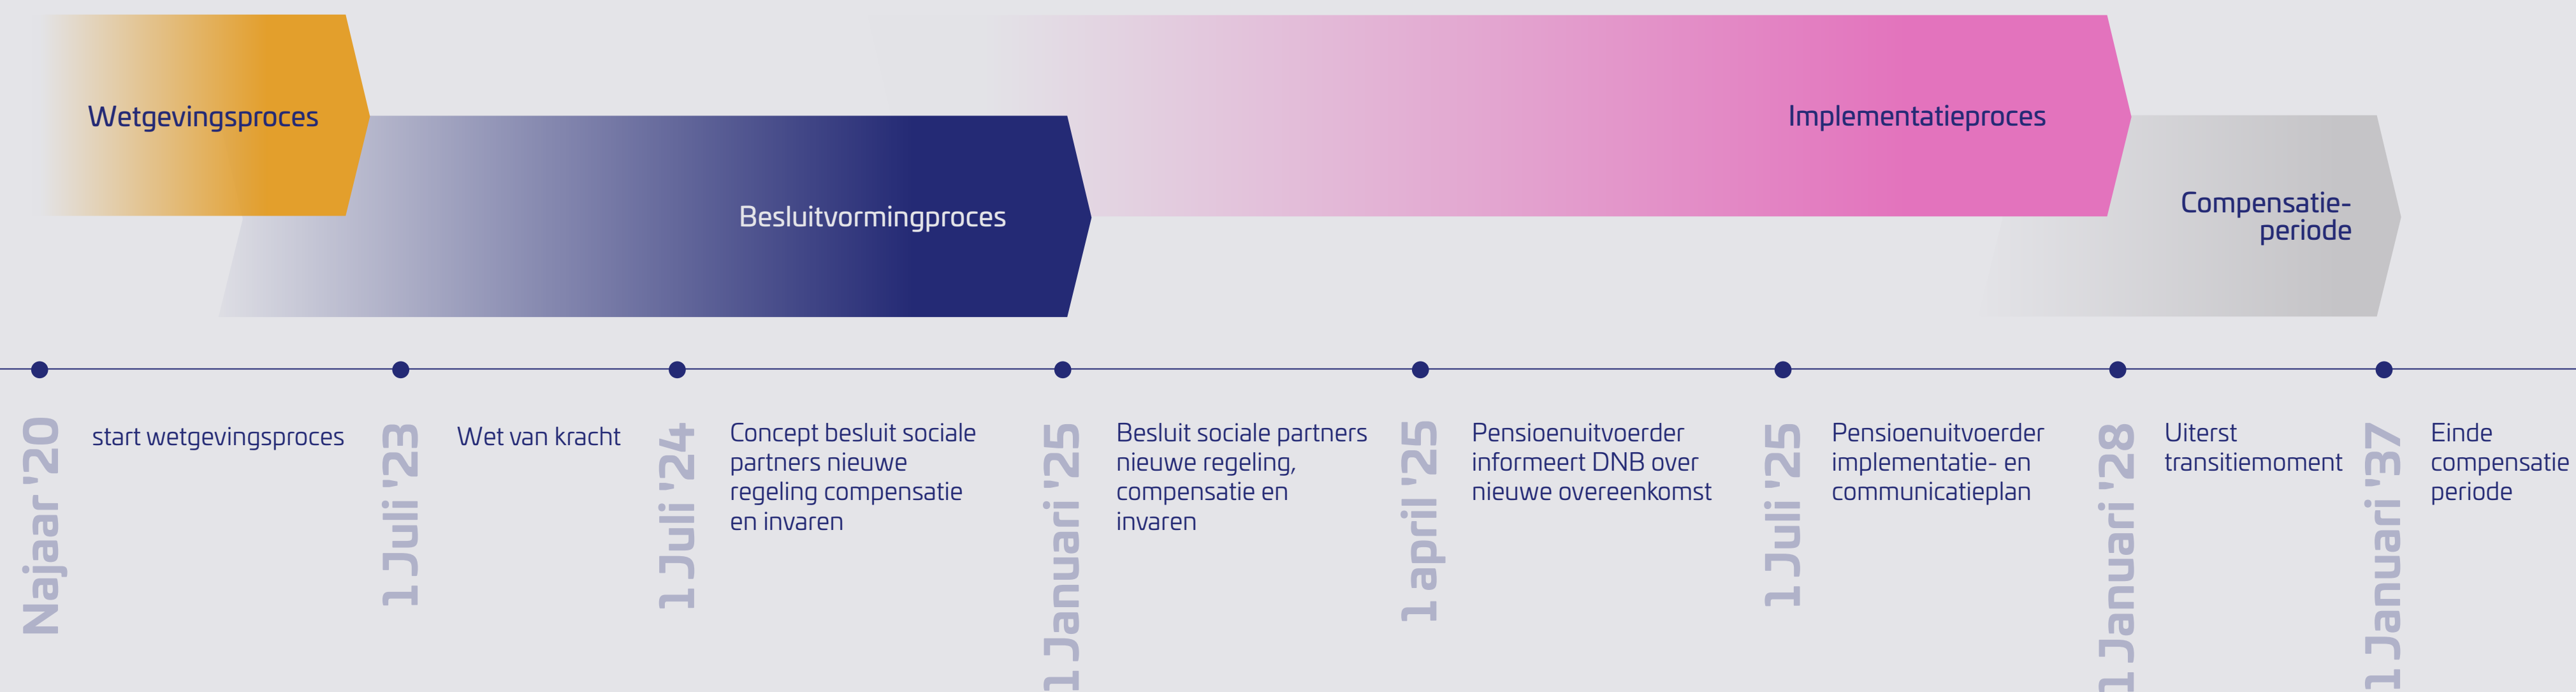 Wetgevingsproces
Besluitvormingproces
Implementatieproces
Compensatie-
periode
Najaar '20
start wetgevingsproces
1 Juli '23
Wet van kracht
1 Juli '24
Concept besluit sociale
partners nieuwe
regeling compensatie
en invaren
1 Januari '25
Besluit sociale partners
nieuwe regeling,
compensatie en
invaren
1 april '25
Pensioenuitvoerder
informeert DNB over
nieuwe overeenkomst
1 Juli '25
Pensioenuitvoerder
implementatie- en
communicatieplan
1 Januari '28
Uiterst
transitiemoment
1 Januari '37
Einde
compensatie
periode